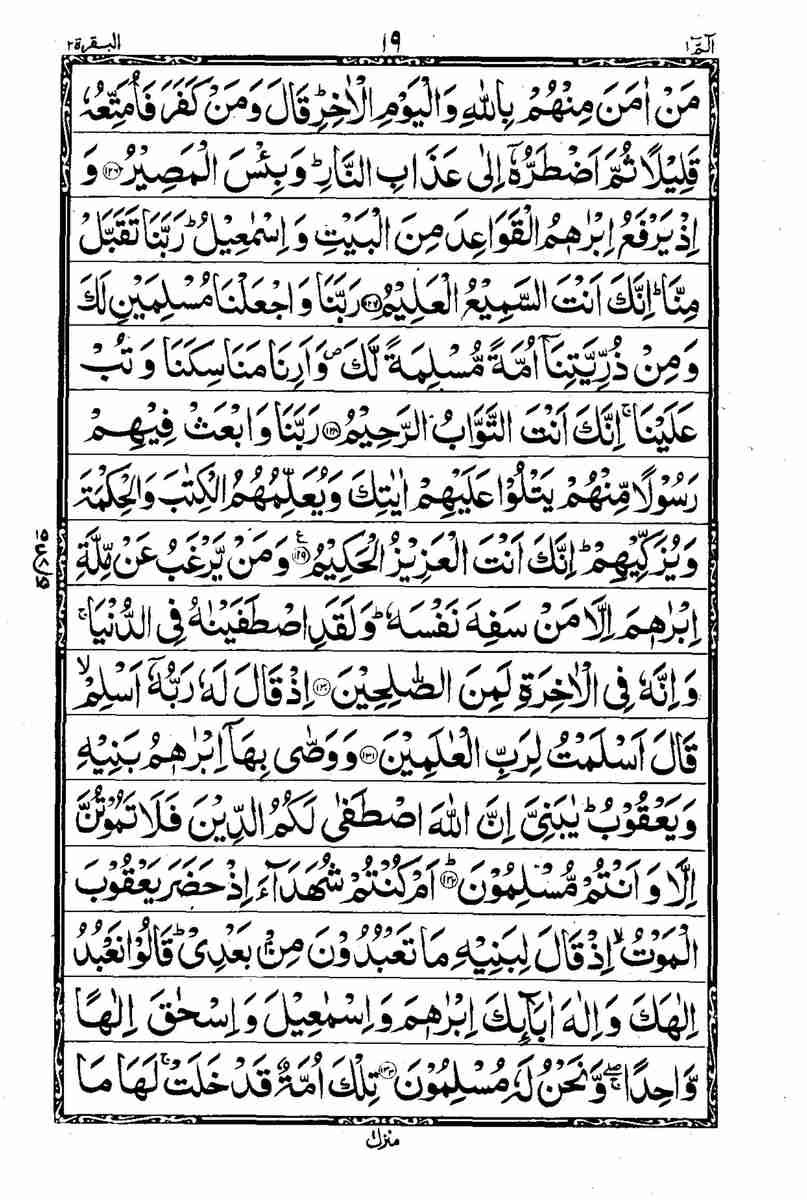 الٓمّٓ ١ ١٩ البقرة ٢
مَنْ اٰمَنَ مِنْهُمْ بِاللّٰهِ وَالْيَوْمِ الْاٰخِرِ ؕ قَالَ وَمَنْ كَفَرَ فَاُمَتِّعُهٗ
قَلِيْلًا ثُمَّ اَضْطَرُّهٗۤ اِلٰى عَذَابِ النَّارِ ؕ وَبِئْسَ الْمَصِيْرُ ﴿۱۲۶﴾ وَ
اِذْ يَرْفَعُ اِبْرٰهٖمُ الْقَوَاعِدَ مِنَ الْبَيْتِ وَ اِسْمٰعِيْلُ ؕ رَبَّنَا تَقَبَّلْ
مِنَّا ؕ اِنَّكَ اَنْتَ السَّمِيْعُ الْعَلِيْمُ ﴿۱۲۷﴾ رَبَّنَا وَ اجْعَلْنَا مُسْلِمَيْنِ لَكَ
وَمِنْ ذُرِّيَّتِنَاۤ اُمَّةً مُّسْلِمَةً لَّكَ ۪ وَاَرِنَا مَنَاسِكَنَا وَ تُبْ
عَلَيْنَا ۚ اِنَّكَ اَنْتَ التَّوَّابُ الرَّحِيْمُ ﴿۱۲۸﴾ رَبَّنَا وَ ابْعَثْ فِيْهِمْ
رَسُوْلًا مِّنْهُمْ يَتْلُوْا عَلَيْهِمْ اٰيٰتِكَ وَيُعَلِّمُهُمُ الْكِتٰبَ وَالْحِكْمَةَ
وَيُزَكِّيْهِمْ ؕ اِنَّكَ اَنْتَ الْعَزِيْزُ الْحَكِيْمُ ﴿۱۲۹﴾ ع وَمَنْ يَّرْغَبُ عَنْ مِّلَّةِ
اِبْرٰهٖمَ اِلَّا مَنْ سَفِهَ نَفْسَهٗ ؕ وَلَقَدِ اصْطَفَيْنٰهُ فِى الدُّنْيَا ۚ
وَ اِنَّهٗ فِى الْاٰخِرَةِ لَمِنَ الصّٰلِحِيْنَ ﴿۱۳۰﴾ اِذْ قَالَ لَهٗ رَبُّهٗۤ اَسْلِمْ ۙ
قَالَ اَسْلَمْتُ لِرَبِّ الْعٰلَمِيْنَ ﴿۱۳۱﴾ وَوَصّٰى بِهَاۤ اِبْرٰهٖمُ بَنِيْهِ
وَيَعْقُوْبُ ؕ يٰبَنِىَّ اِنَّ اللّٰهَ اصْطَفٰى لَكُمُ الدِّيْنَ فَلَا تَمُوْتُنَّ
اِلَّا وَ اَنْتُمْ مُّسْلِمُوْنَ ؕ ﴿۱۳۲﴾ اَمْ كُنْتُمْ شُهَدَآءَ اِذْ حَضَرَ يَعْقُوْبَ
الْمَوْتُ ۙ اِذْ قَالَ لِبَنِيْهِ مَا تَعْبُدُوْنَ مِنْۢ بَعْدِىْ ؕ قَالُوْا نَعْبُدُ
اِلٰهَكَ وَ اِلٰهَ اٰبَآئِكَ اِبْرٰهٖمَ وَ اِسْمٰعِيْلَ وَ اِسْحٰقَ اِلٰهًا
وَّاحِدًا ۖۚ وَّنَحْنُ لَهٗ مُسْلِمُوْنَ ﴿۱۳۳﴾ تِلْكَ اُمَّةٌ قَدْ خَلَتْ ۚ لَهَا مَا
منزل